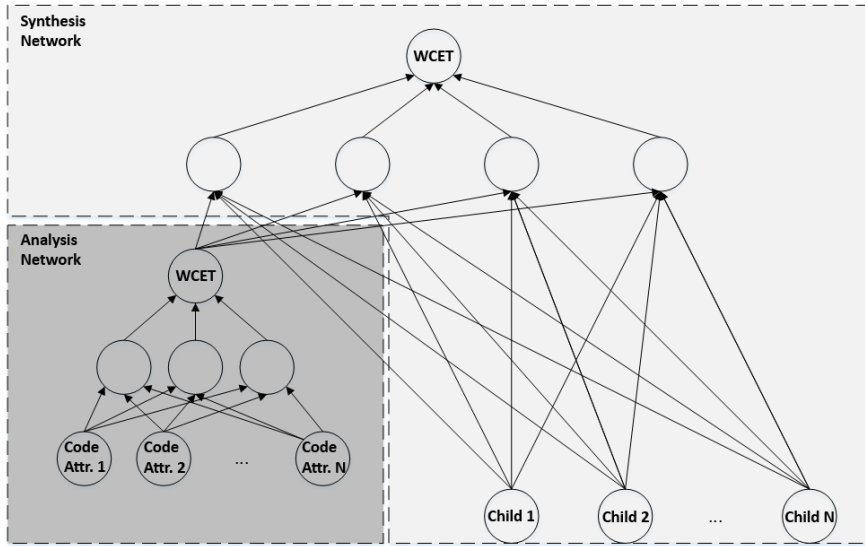 Synthesis
Network
WCET
Analysis
Network
WCET
Code
Attr. 1
Code
Attr. 2
...
Code
Attr. N
Child 1
Child 2
...
Child N